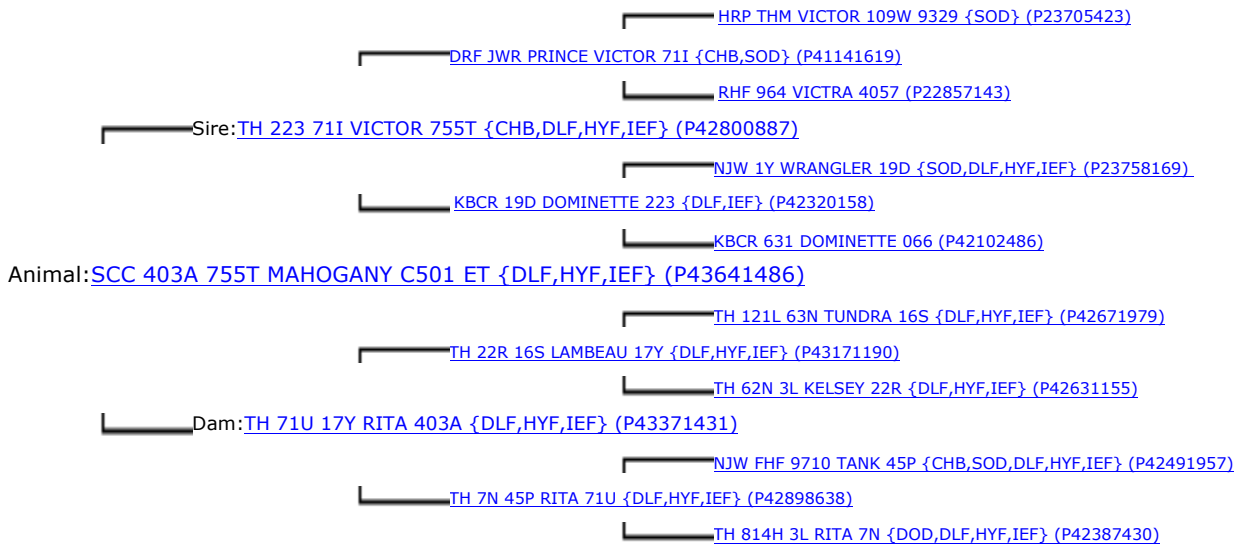 HRP THM VICTOR 109W 9329 {SOD} (P23705423)
DRF JWR PRINCE VICTOR 71I {CHB,SOD} (P41141619)
RHF 964 VICTRA 4057 (P22857143)
Sire:TH 223 71I VICTOR 755T {CHB,DLF,HYF,IEF} (P42800887)
NJW 1Y WRANGLER 19D {SOD,DLF,HYF,IEF} (P23758169)
KBCR 19D DOMINETTE 223 {DLF,IEF} (P42320158)
KBCR 631 DOMINETTE 066 (P42102486)
Animal:SCC 403A 755T MAHOGANY C501 ET {DLF,HYF,IEF} (P43641486)
TH 121L 63N TUNDRA 16S {DLF,HYF,IEF} (P42671979)
TH 22R 16S LAMBEAU 17Y {DLF,HYF,IEF} (P43171190)
TH 62N 3L KELSEY 22R {DLF,HYF,IEF} (P42631155)
Dam:TH 71U 17Y RITA 403A {DLF,HYF,IEF} (P43371431)
NJW FHF 9710 TANK 45P {CHB,SOD,DLF,HYF,IEF} (P42491957)
TH 7N 45P RITA 71U {DLF,HYF,IEF} (P42898638)
TH 814H 3L RITA 7N {DOD,DLF,HYF,IEF} (P42387430)